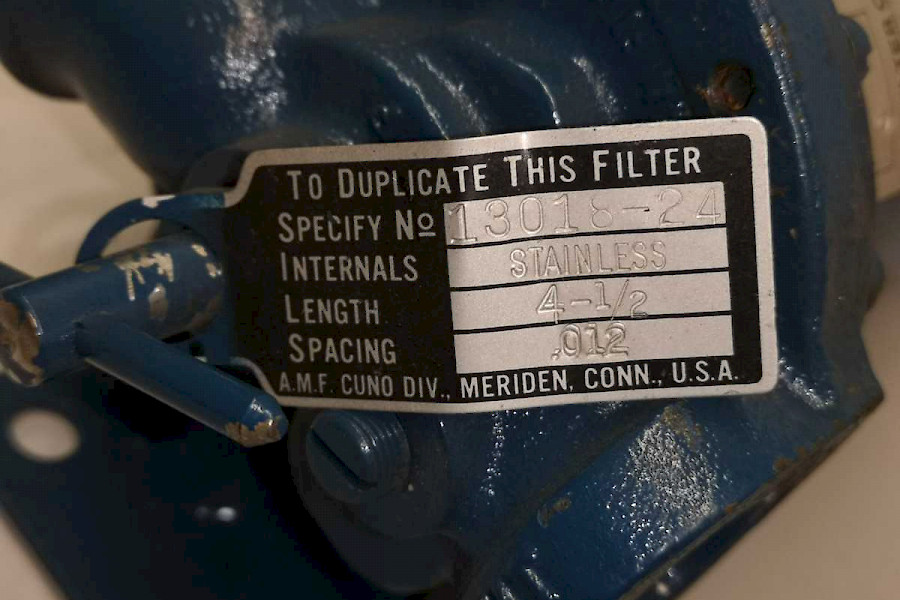 TO DUPLICATE THIS FILTER
SPECIFY No 13018-24
INTERNALS STAINLESS
LENGTH 4-1/2
SPACING .012
A.M.F. CUNO DIV., MERIDEN, CONN., U.S.A.